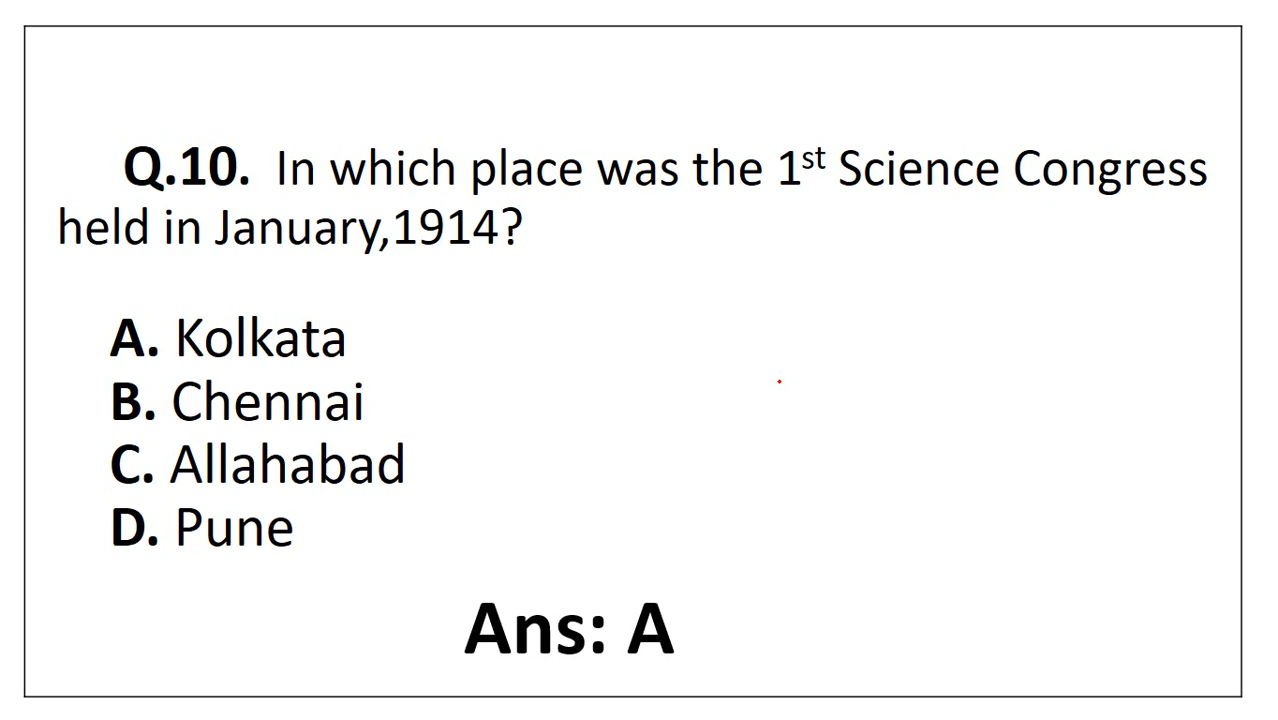 Q.10. In which place was the 1st Science Congress
held in January,1914?
A. Kolkata
B. Chennai
C. Allahabad
D. Pune
Ans: A